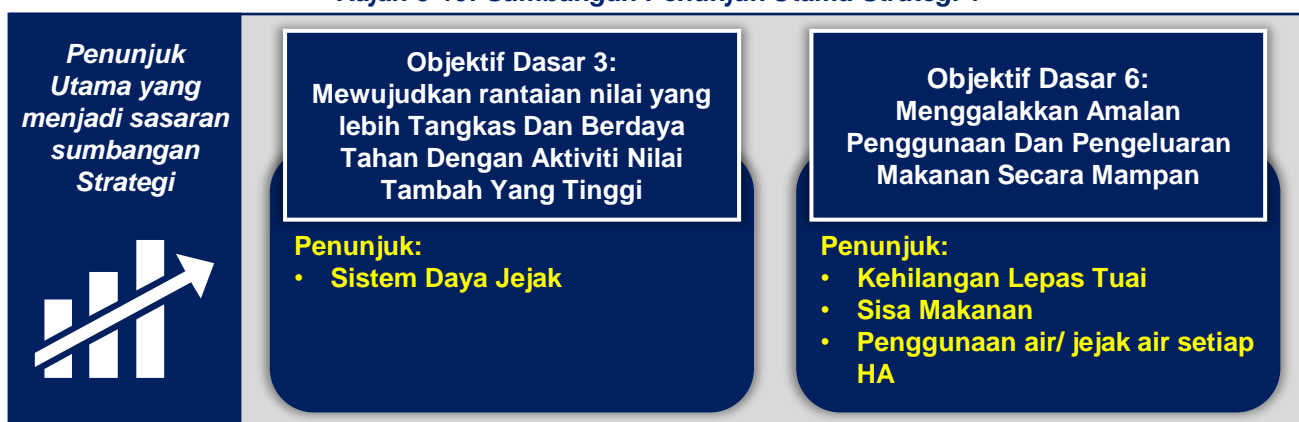 Penunjuk
Utama yang
menjadi sasaran
sumbangan
Strategi
Objektif Dasar 3:
Mewujudkan rantaian nilai yang
lebih Tangkas Dan Berdaya
Tahan Dengan Aktiviti Nilai
Tambah Yang Tinggi
Penunjuk:
• Sistem Daya Jejak
Objektif Dasar 6:
Menggalakkan Amalan
Penggunaan Dan Pengeluaran
Makanan Secara Mampan
Penunjuk:
• Kehilangan Lepas Tuai
• Sisa Makanan
• Penggunaan air/ jejak air setiap
HA